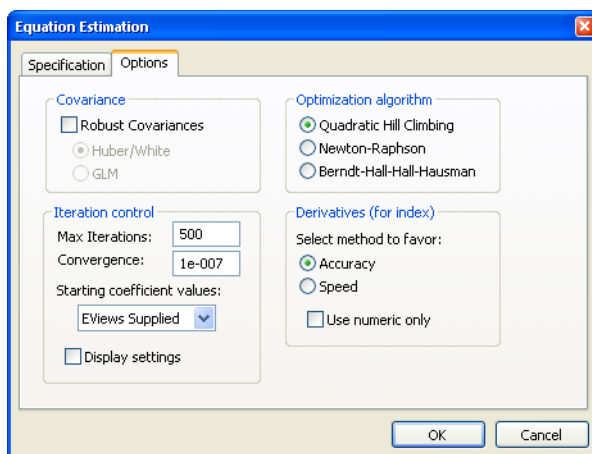 Equation Estimation
Specification
Options
Covariance
Robust Covariances
Huber/White
GLM
Optimization algorithm
Quadratic Hill Climbing
Newton-Raphson
Berndt-Hall-Hall-Hausman
Iteration control
Max Iterations: 500
Convergence: 1e-007
Starting coefficient values:
EViews Supplied
Display settings
Derivatives (for index)
Select method to favor:
Accuracy
Speed
Use numeric only
OK
Cancel